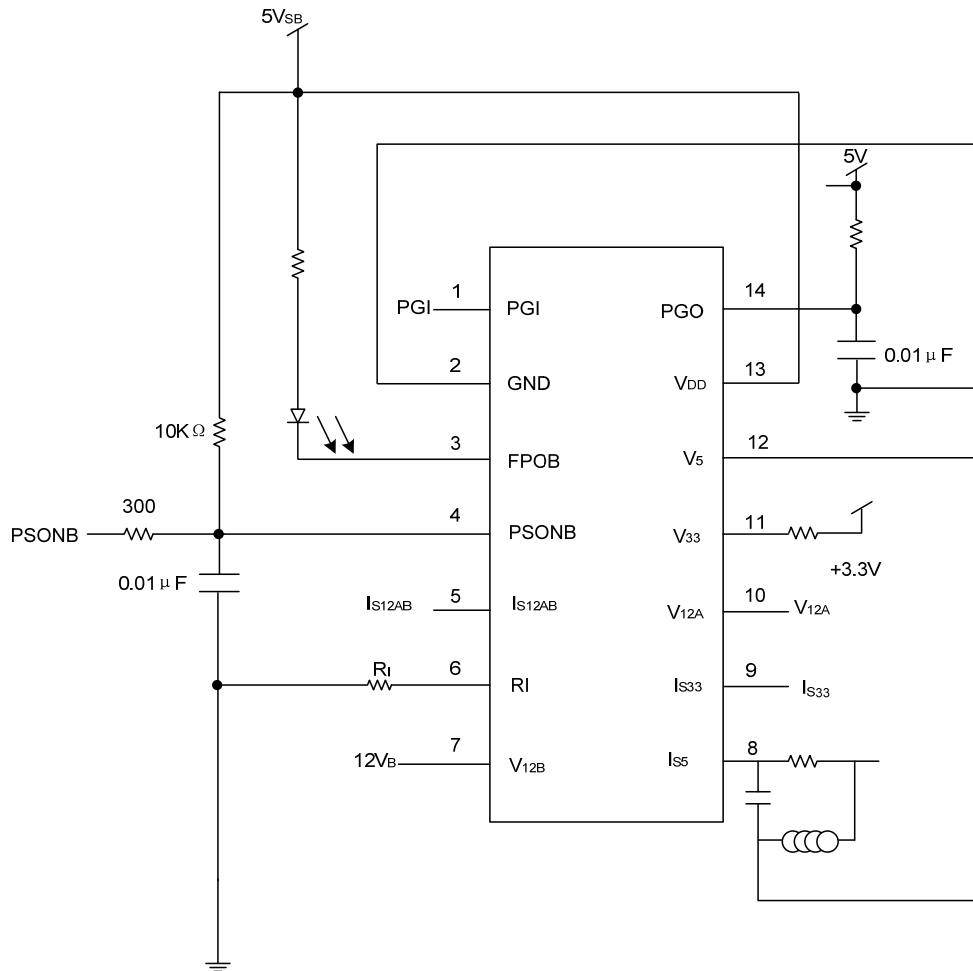 5VSB
5V
1
14
PGI
PGI
PGO
0.01μF
2
13
GND
VDD
10KΩ
3
12
FPOB
V5
300
4
11
PSONB
PSONB
V33
+3.3V
0.01μF
IS12AB
5
10
IS12AB
V12A
V12A
RI
6
9
RI
IS33
IS33
12VB
7
8
V12B
IS5